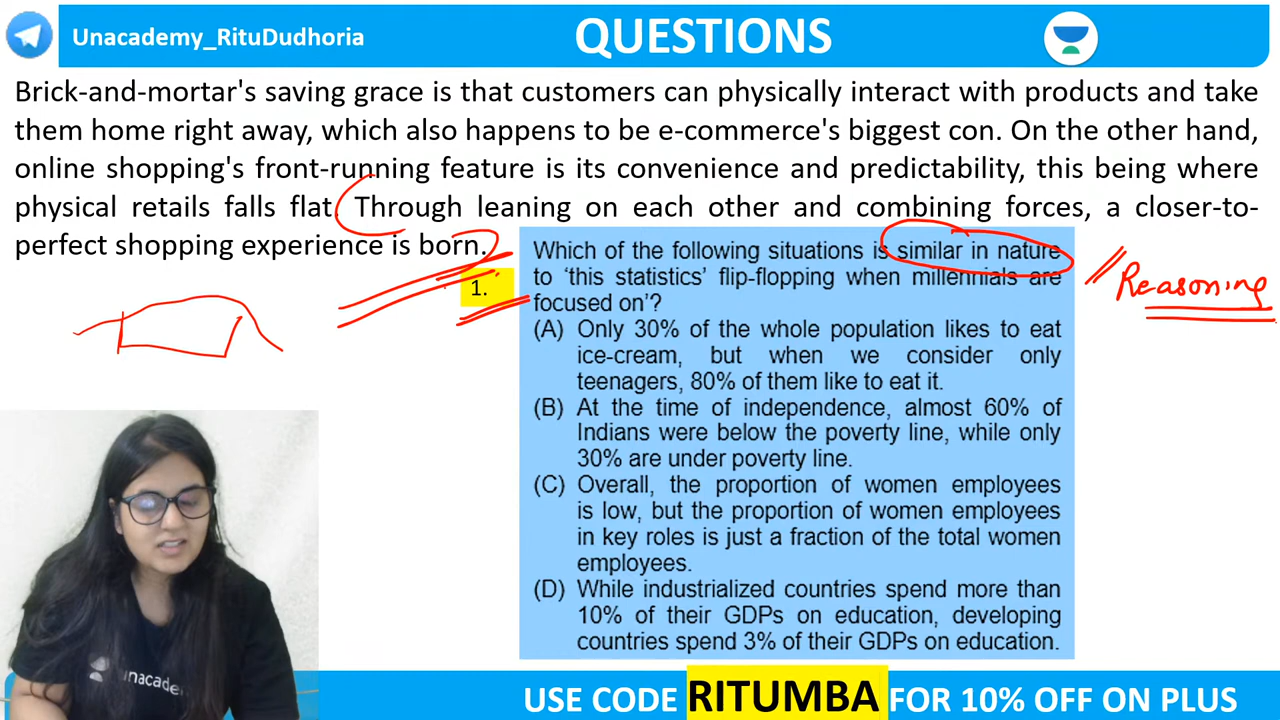 Unacademy_RituDudhoria
QUESTIONS
Brick-and-mortar's saving grace is that customers can physically interact with products and take
them home right away, which also happens to be e-commerce's biggest con. On the other hand,
online shopping's front-running feature is its convenience and predictability, this being where
physical retails falls flat. Through leaning on each other and combining forces, a closer-to-
perfect shopping experience is born.
1.
Which of the following situations is similar in nature
to ‘this statistics’ flip-flopping when millennials are
focused on’?
(A) Only 30% of the whole population likes to eat
ice-cream, but when we consider only
teenagers, 80% of them like to eat it.
(B) At the time of independence, almost 60% of
Indians were below the poverty line, while only
30% are under poverty line.
(C) Overall, the proportion of women employees
is low, but the proportion of women employees
in key roles is just a fraction of the total women
employees.
(D) While industrialized countries spend more than
10% of their GDPs on education, developing
countries spend 3% of their GDPs on education.
Reasoning
unacademy
USE CODE RITUMBA FOR 10% OFF ON PLUS